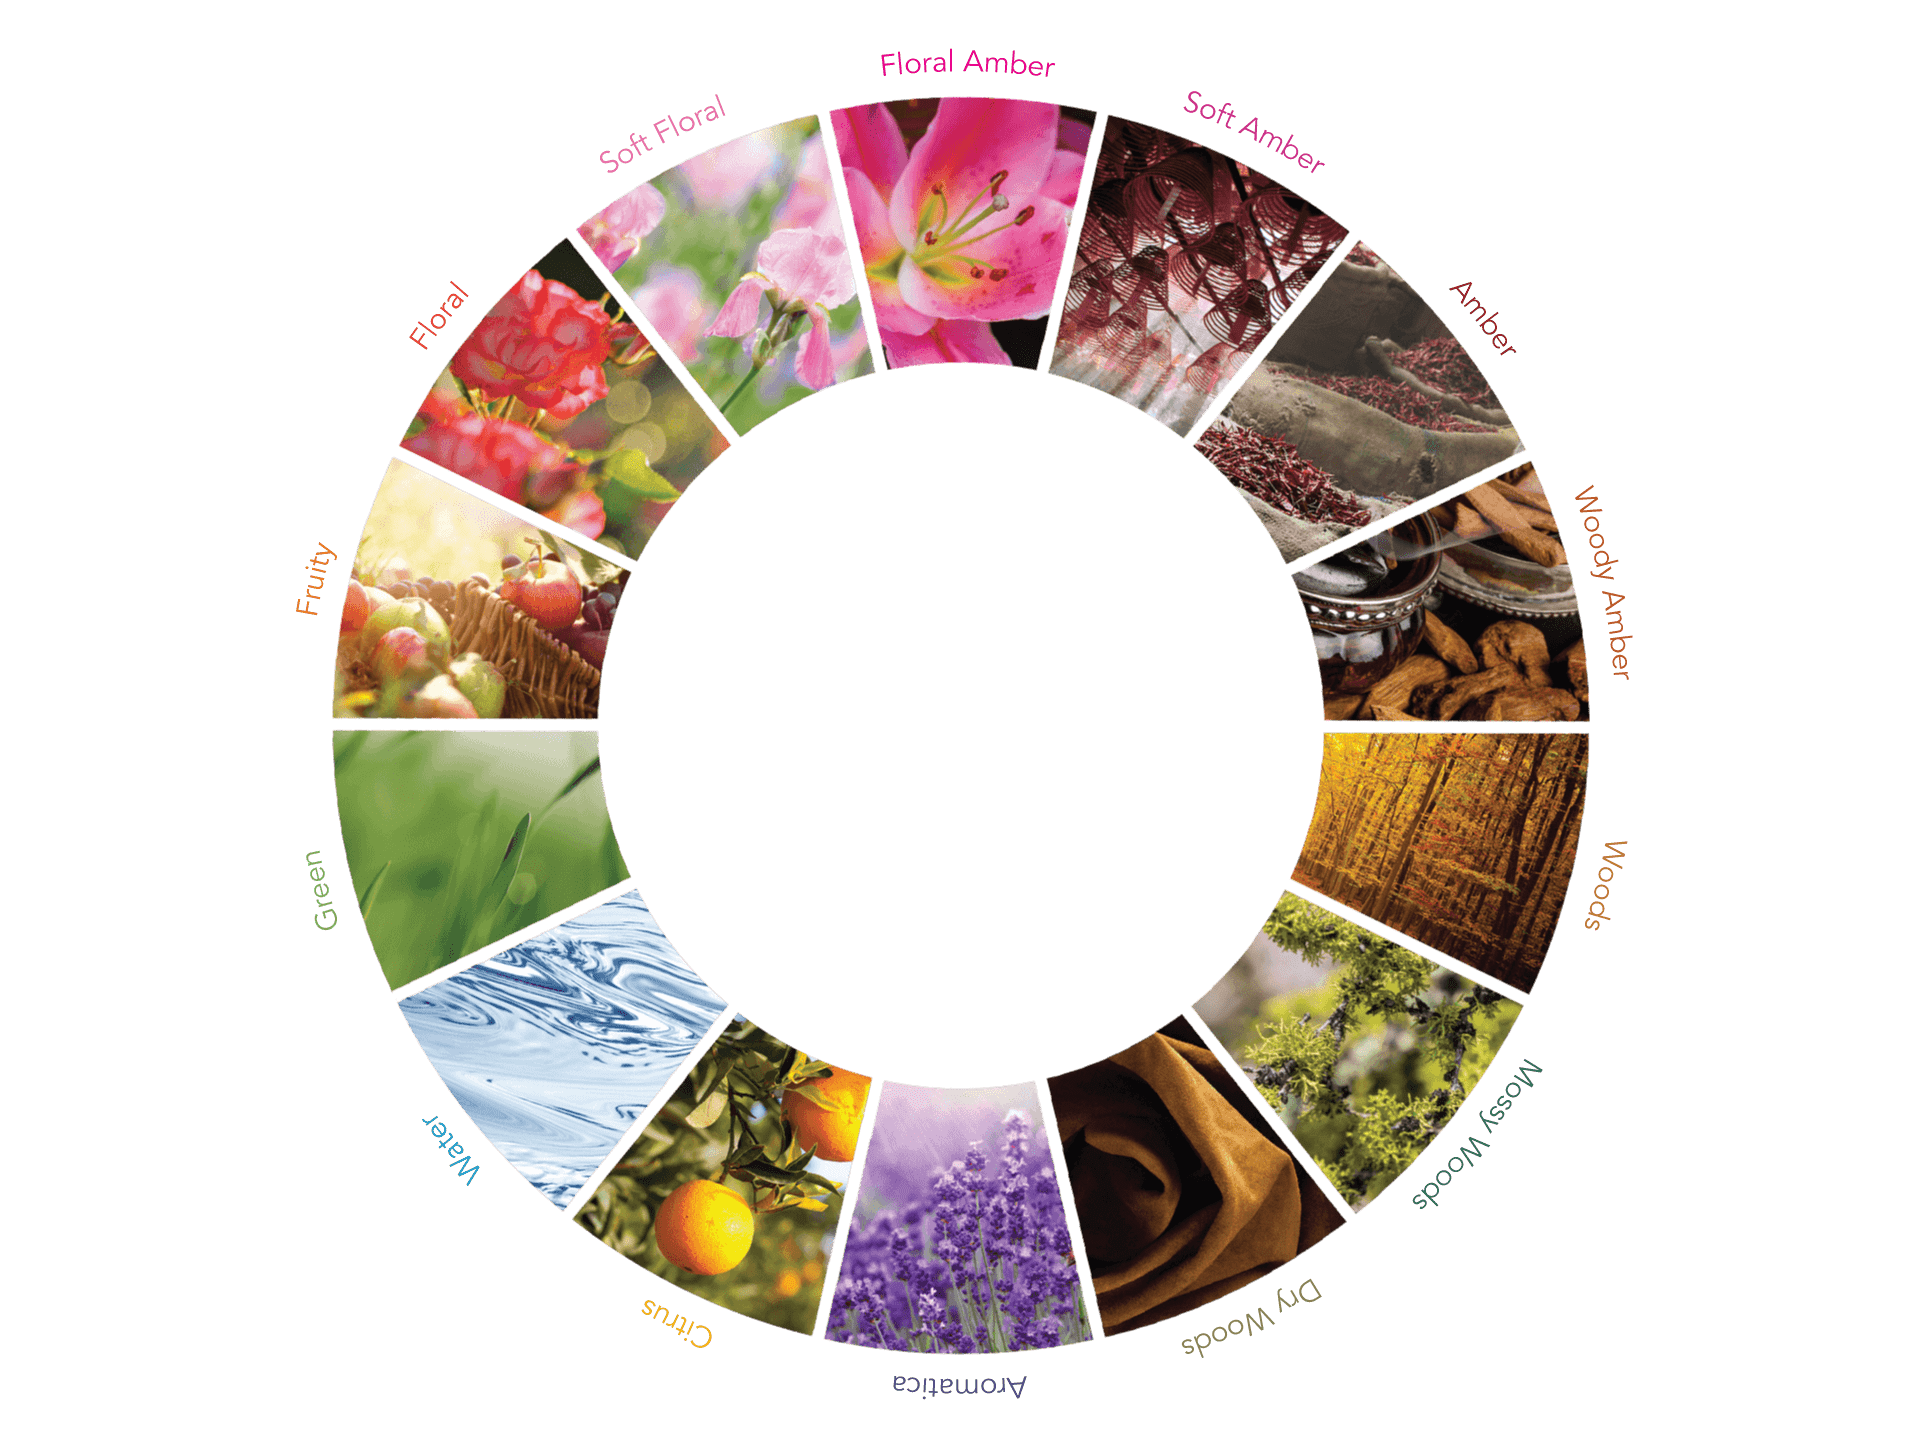 Floral Amber
Soft Amber
Amber
Woody Amber
Woods
Mossy Woods
Dry Woods
Aromatica
Citrus
Water
Green
Fruity
Floral
Soft Floral